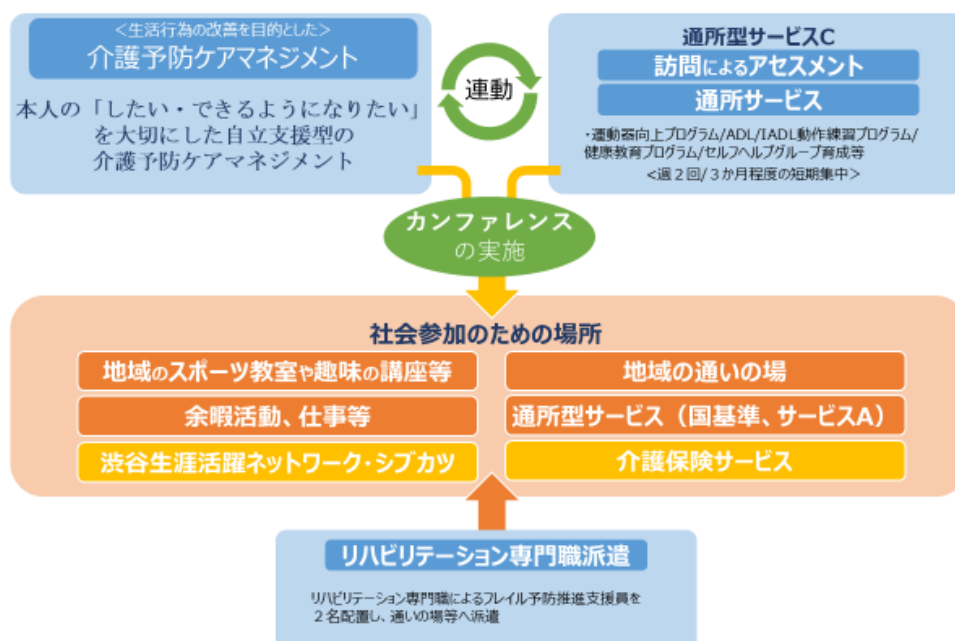 <生活行為の改善を目的とした>
介護予防ケアマネジメント
本人の「したい・できるようになりたい」
を大切にした自立支援型の
介護予防ケアマネジメント
連動
通所型サービスC
訪問によるアセスメント
通所サービス
・運動器向上プログラム/ADL/IADL動作練習プログラム/
健康教育プログラム/セルフヘルプグループ育成等
<週２回/３か月程度の短期集中>
カンファレンス
の実施
社会参加のための場所
地域のスポーツ教室や趣味の講座等
地域の通いの場
余暇活動、仕事等
通所型サービス（国基準、サービスA）
渋谷生涯活躍ネットワーク・シブカツ
介護保険サービス
リハビリテーション専門職派遣
リハビリテーション専門職によるフレイル予防推進支援員を
２名配置し、通いの場等へ派遣